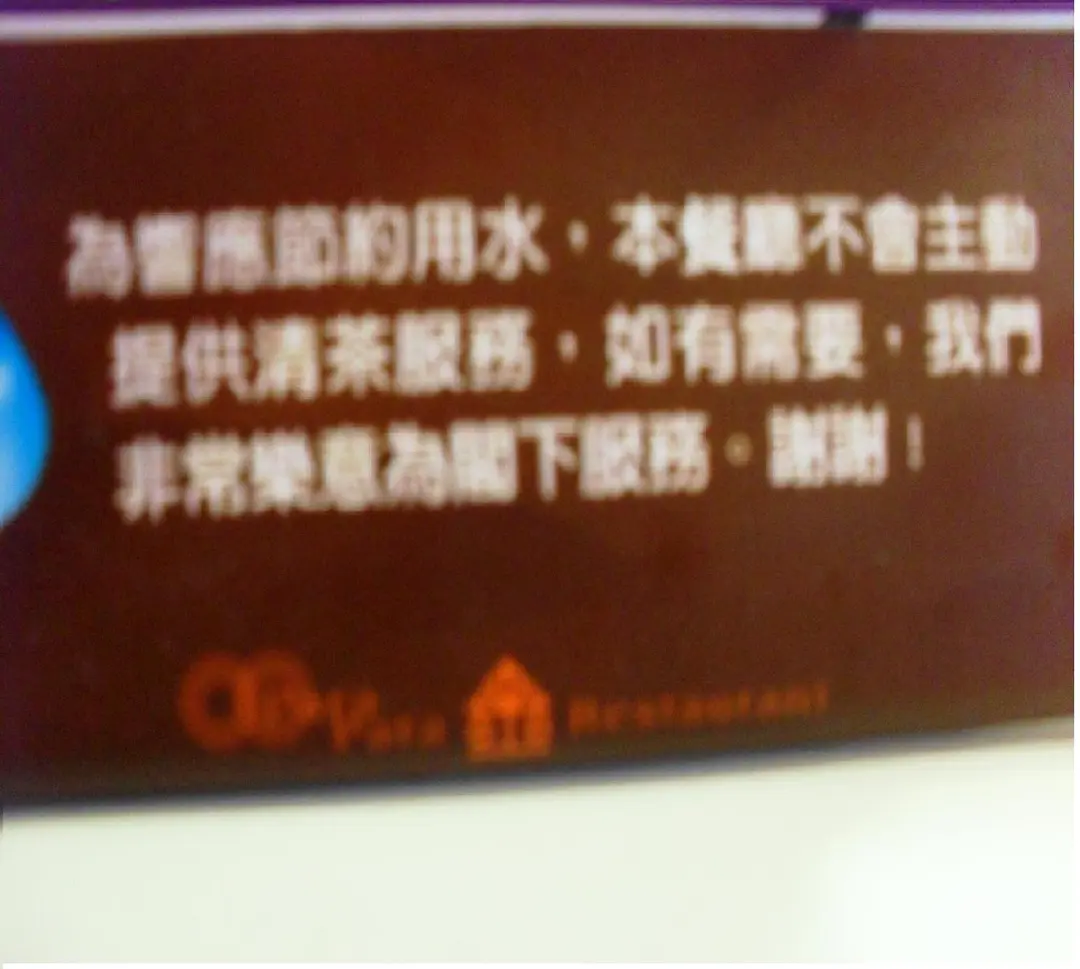 為響應節約用水，本餐廳不會主動
提供清茶服務，如有需要，我們
非常樂意為閣下服務。謝謝！
Restaurant